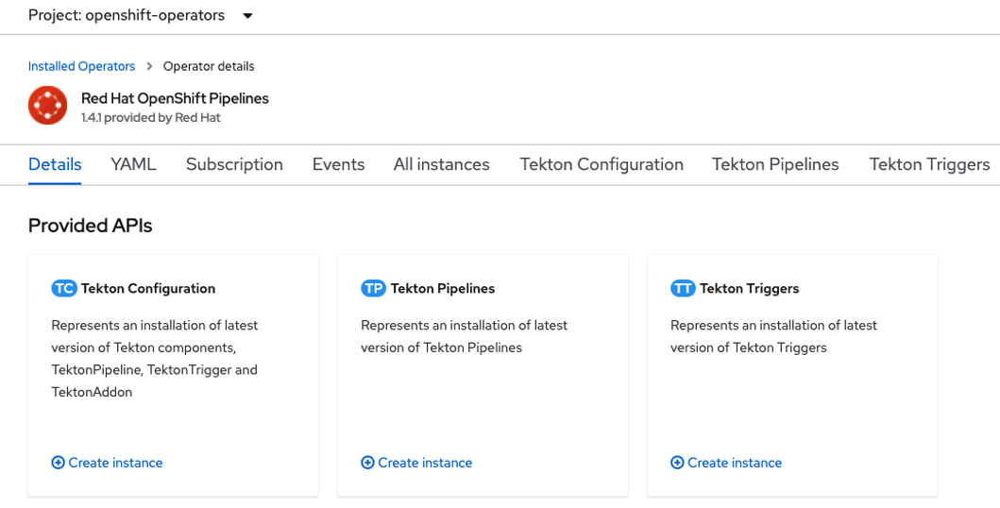 Project: openshift-operators
Installed Operators > Operator details
Red Hat OpenShift Pipelines
1.4.1 provided by Red Hat
Details YAML Subscription Events All instances Tekton Configuration Tekton Pipelines Tekton Triggers
Provided APIs
TC Tekton Configuration
Represents an installation of latest
version of Tekton components,
TektonPipeline, TektonTrigger and
TektonAddon
Create instance
TP Tekton Pipelines
Represents an installation of latest
version of Tekton Pipelines
Create instance
TT Tekton Triggers
Represents an installation of latest
version of Tekton Triggers
Create instance